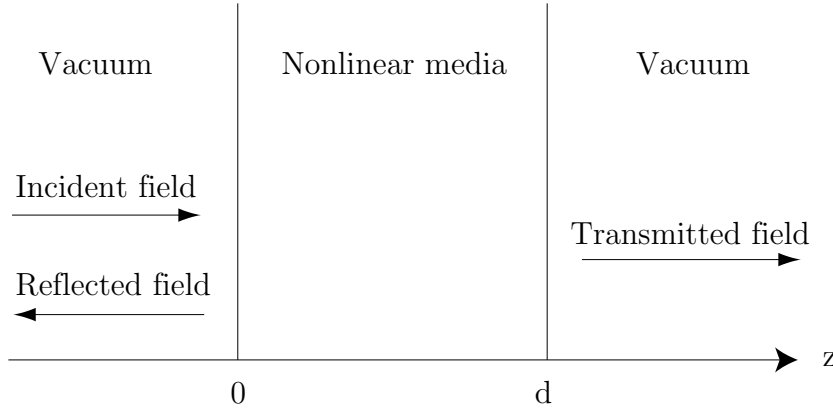 Vacuum
Nonlinear media
Vacuum
Incident field
Transmitted field
Reflected field
z
0
d